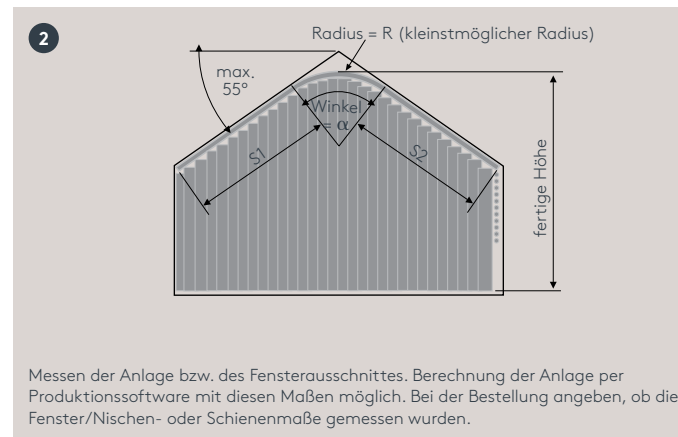 2
Radius = R (kleinstmöglicher Radius)
max.
55°
Winkel
= α
S1
S2
fertige Höhe
Messen der Anlage bzw. des Fensterausschnittes. Berechnung der Anlage per
Produktionssoftware mit diesen Maßen möglich. Bei der Bestellung angeben, ob die
Fenster/Nischen- oder Schienenmaße gemessen wurden.